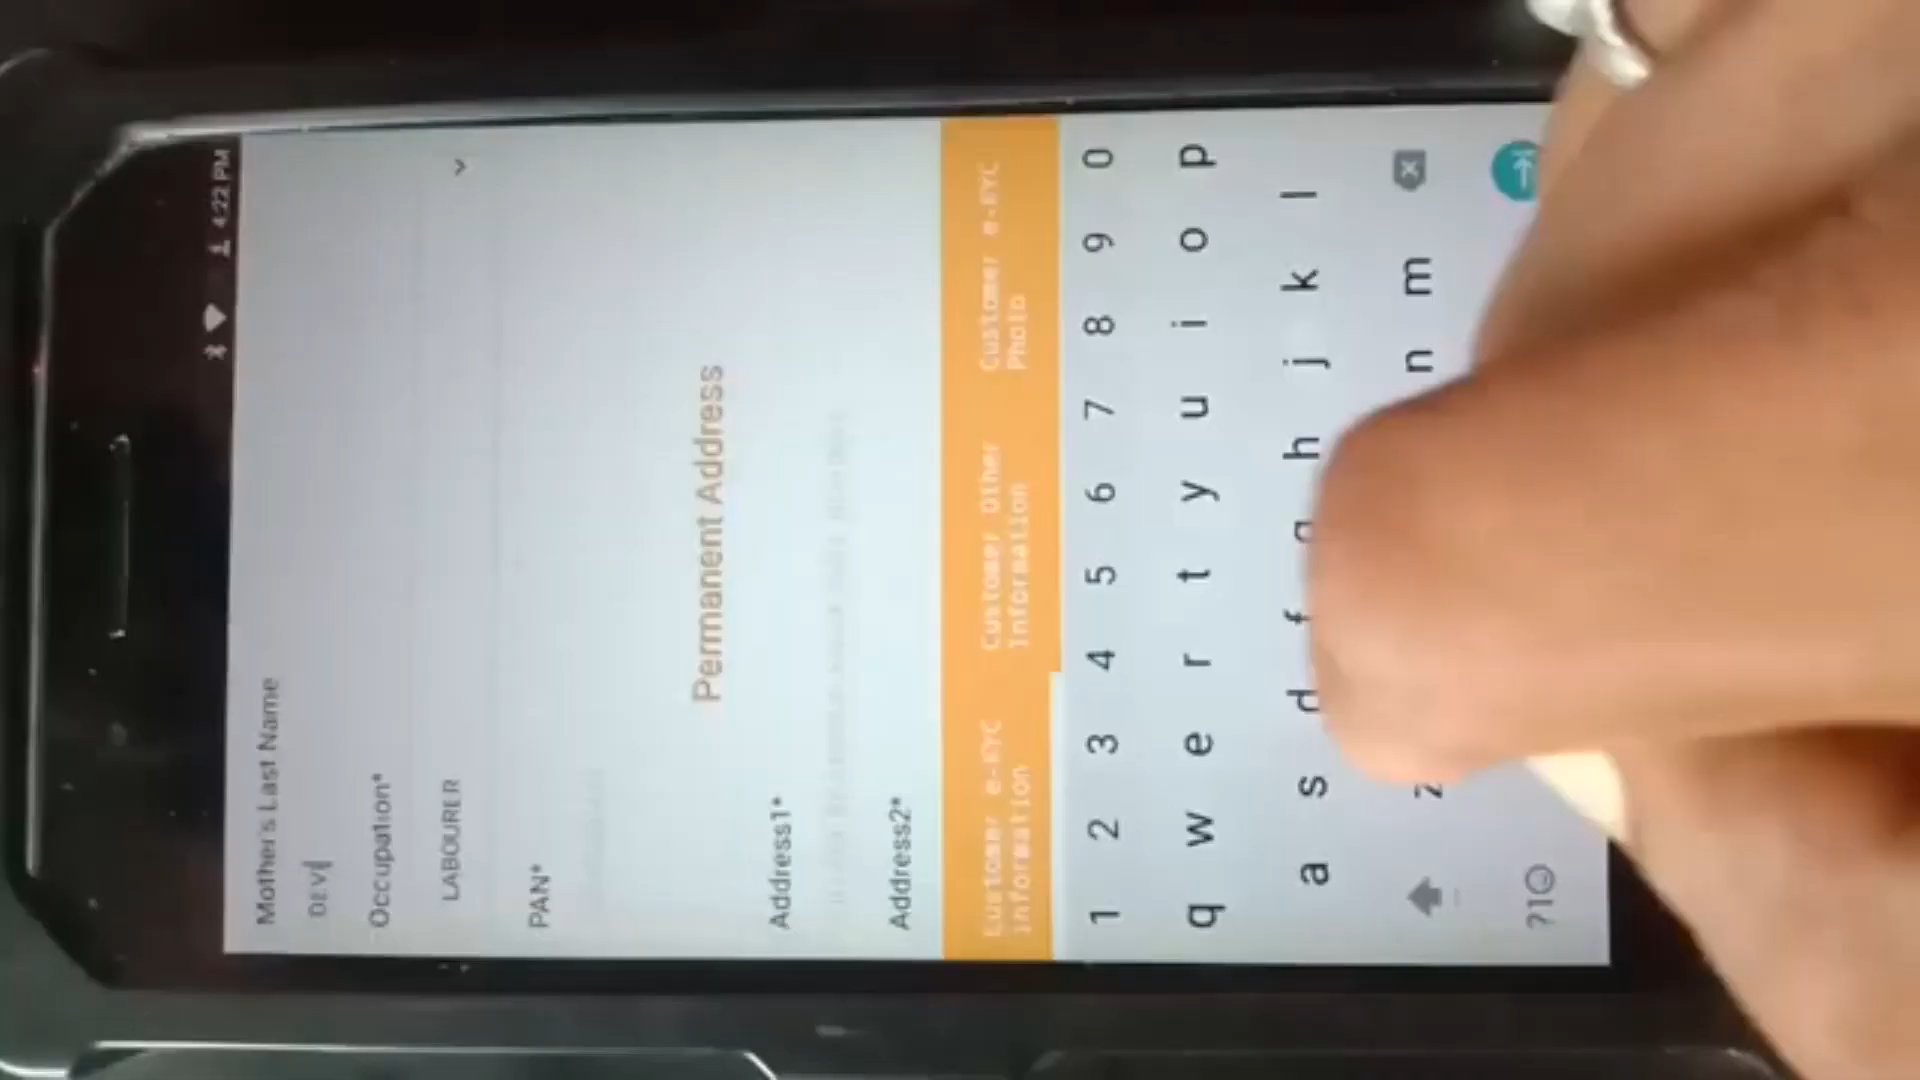 4:22 PM
Mother's Last Name
DEVI
Occupation*
LABOURER
PAN*
Permanent Address
Address1*
Address2*
Customer e-KYC
Information
Customer Other
Information
Customer e-KYC
Photo
1 2 3 4 5 6 7 8 9 0
q w e r t y u i o p
a s d f g h j k l
z n m
?1☺